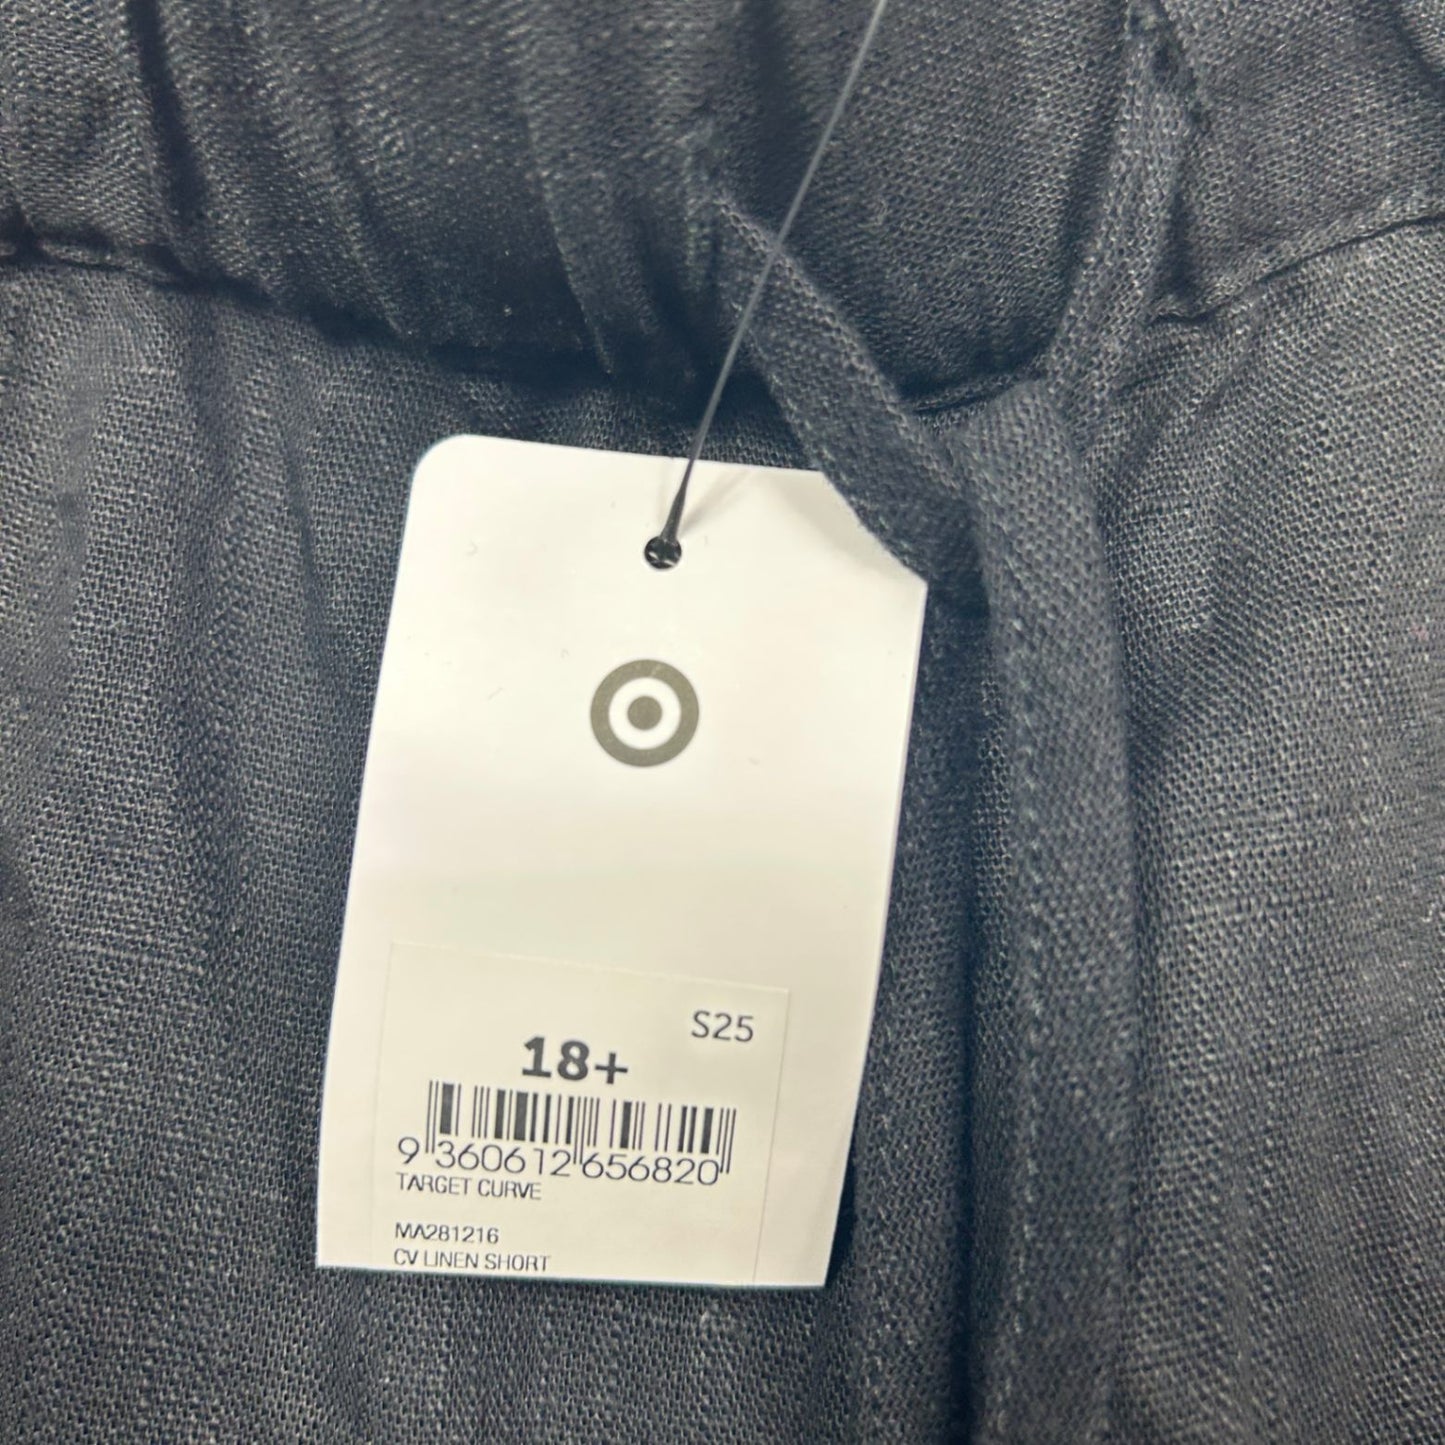 S25
18+
9 360612 656820
TARGET CURVE
MA281216
CV LINEN SHORT